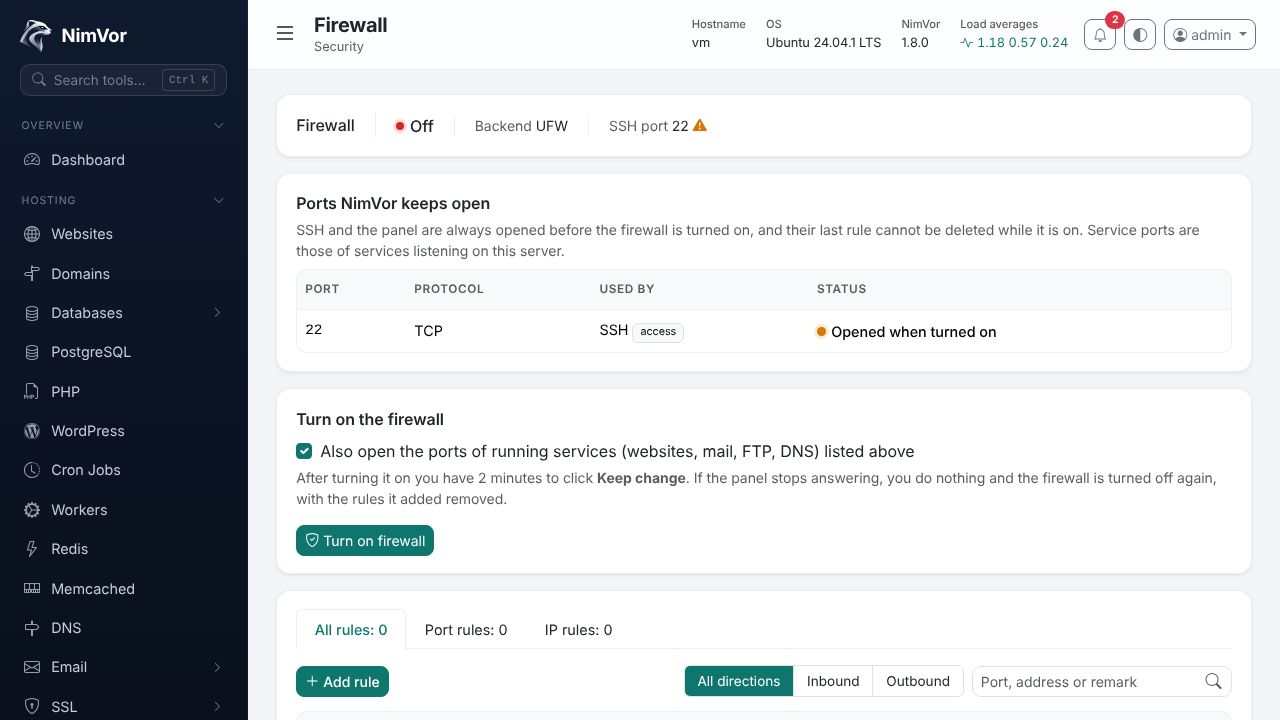 NimVor
Search tools...
Ctrl K
OVERVIEW
Dashboard
HOSTING
Websites
Domains
Databases
PostgreSQL
PHP
WordPress
Cron Jobs
Workers
Redis
Memcached
DNS
Email
SSL
Firewall
Security
Hostname
vm
OS
Ubuntu 24.04.1 LTS
NimVor
1.8.0
Load averages
1.18 0.57 0.24
2
admin
Firewall
Off
Backend UFW
SSH port 22
Ports NimVor keeps open
SSH and the panel are always opened before the firewall is turned on, and their last rule cannot be deleted while it is on. Service ports are
those of services listening on this server.
PORT PROTOCOL USED BY STATUS
22 TCP SSH access Opened when turned on
Turn on the firewall
Also open the ports of running services (websites, mail, FTP, DNS) listed above
After turning it on you have 2 minutes to click Keep change. If the panel stops answering, you do nothing and the firewall is turned off again,
with the rules it added removed.
Turn on firewall
All rules: 0 Port rules: 0 IP rules: 0
+ Add rule
All directions Inbound Outbound
Port, address or remark